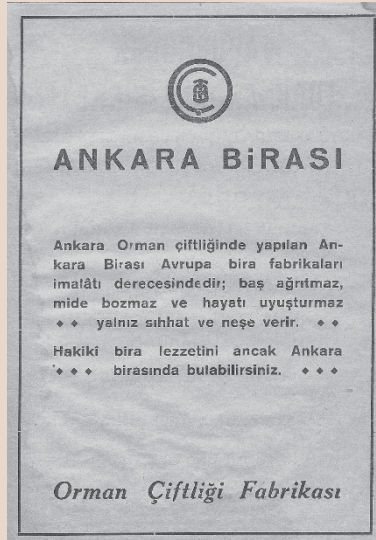 ANKARA BiRASI
Ankara Orman çiftliğinde yapılan An-
kara Birası Avrupa bira fabrikaları
imalâtı derecesindedir; baş ağrıtmaz,
mide bozmaz ve hayatı uyuşturmaz
yalnız sıhhat ve neşe verir.
Hakiki bira lezzetini ancak Ankara
birasında bulabilirsiniz.
Orman Çiftliği Fabrikası